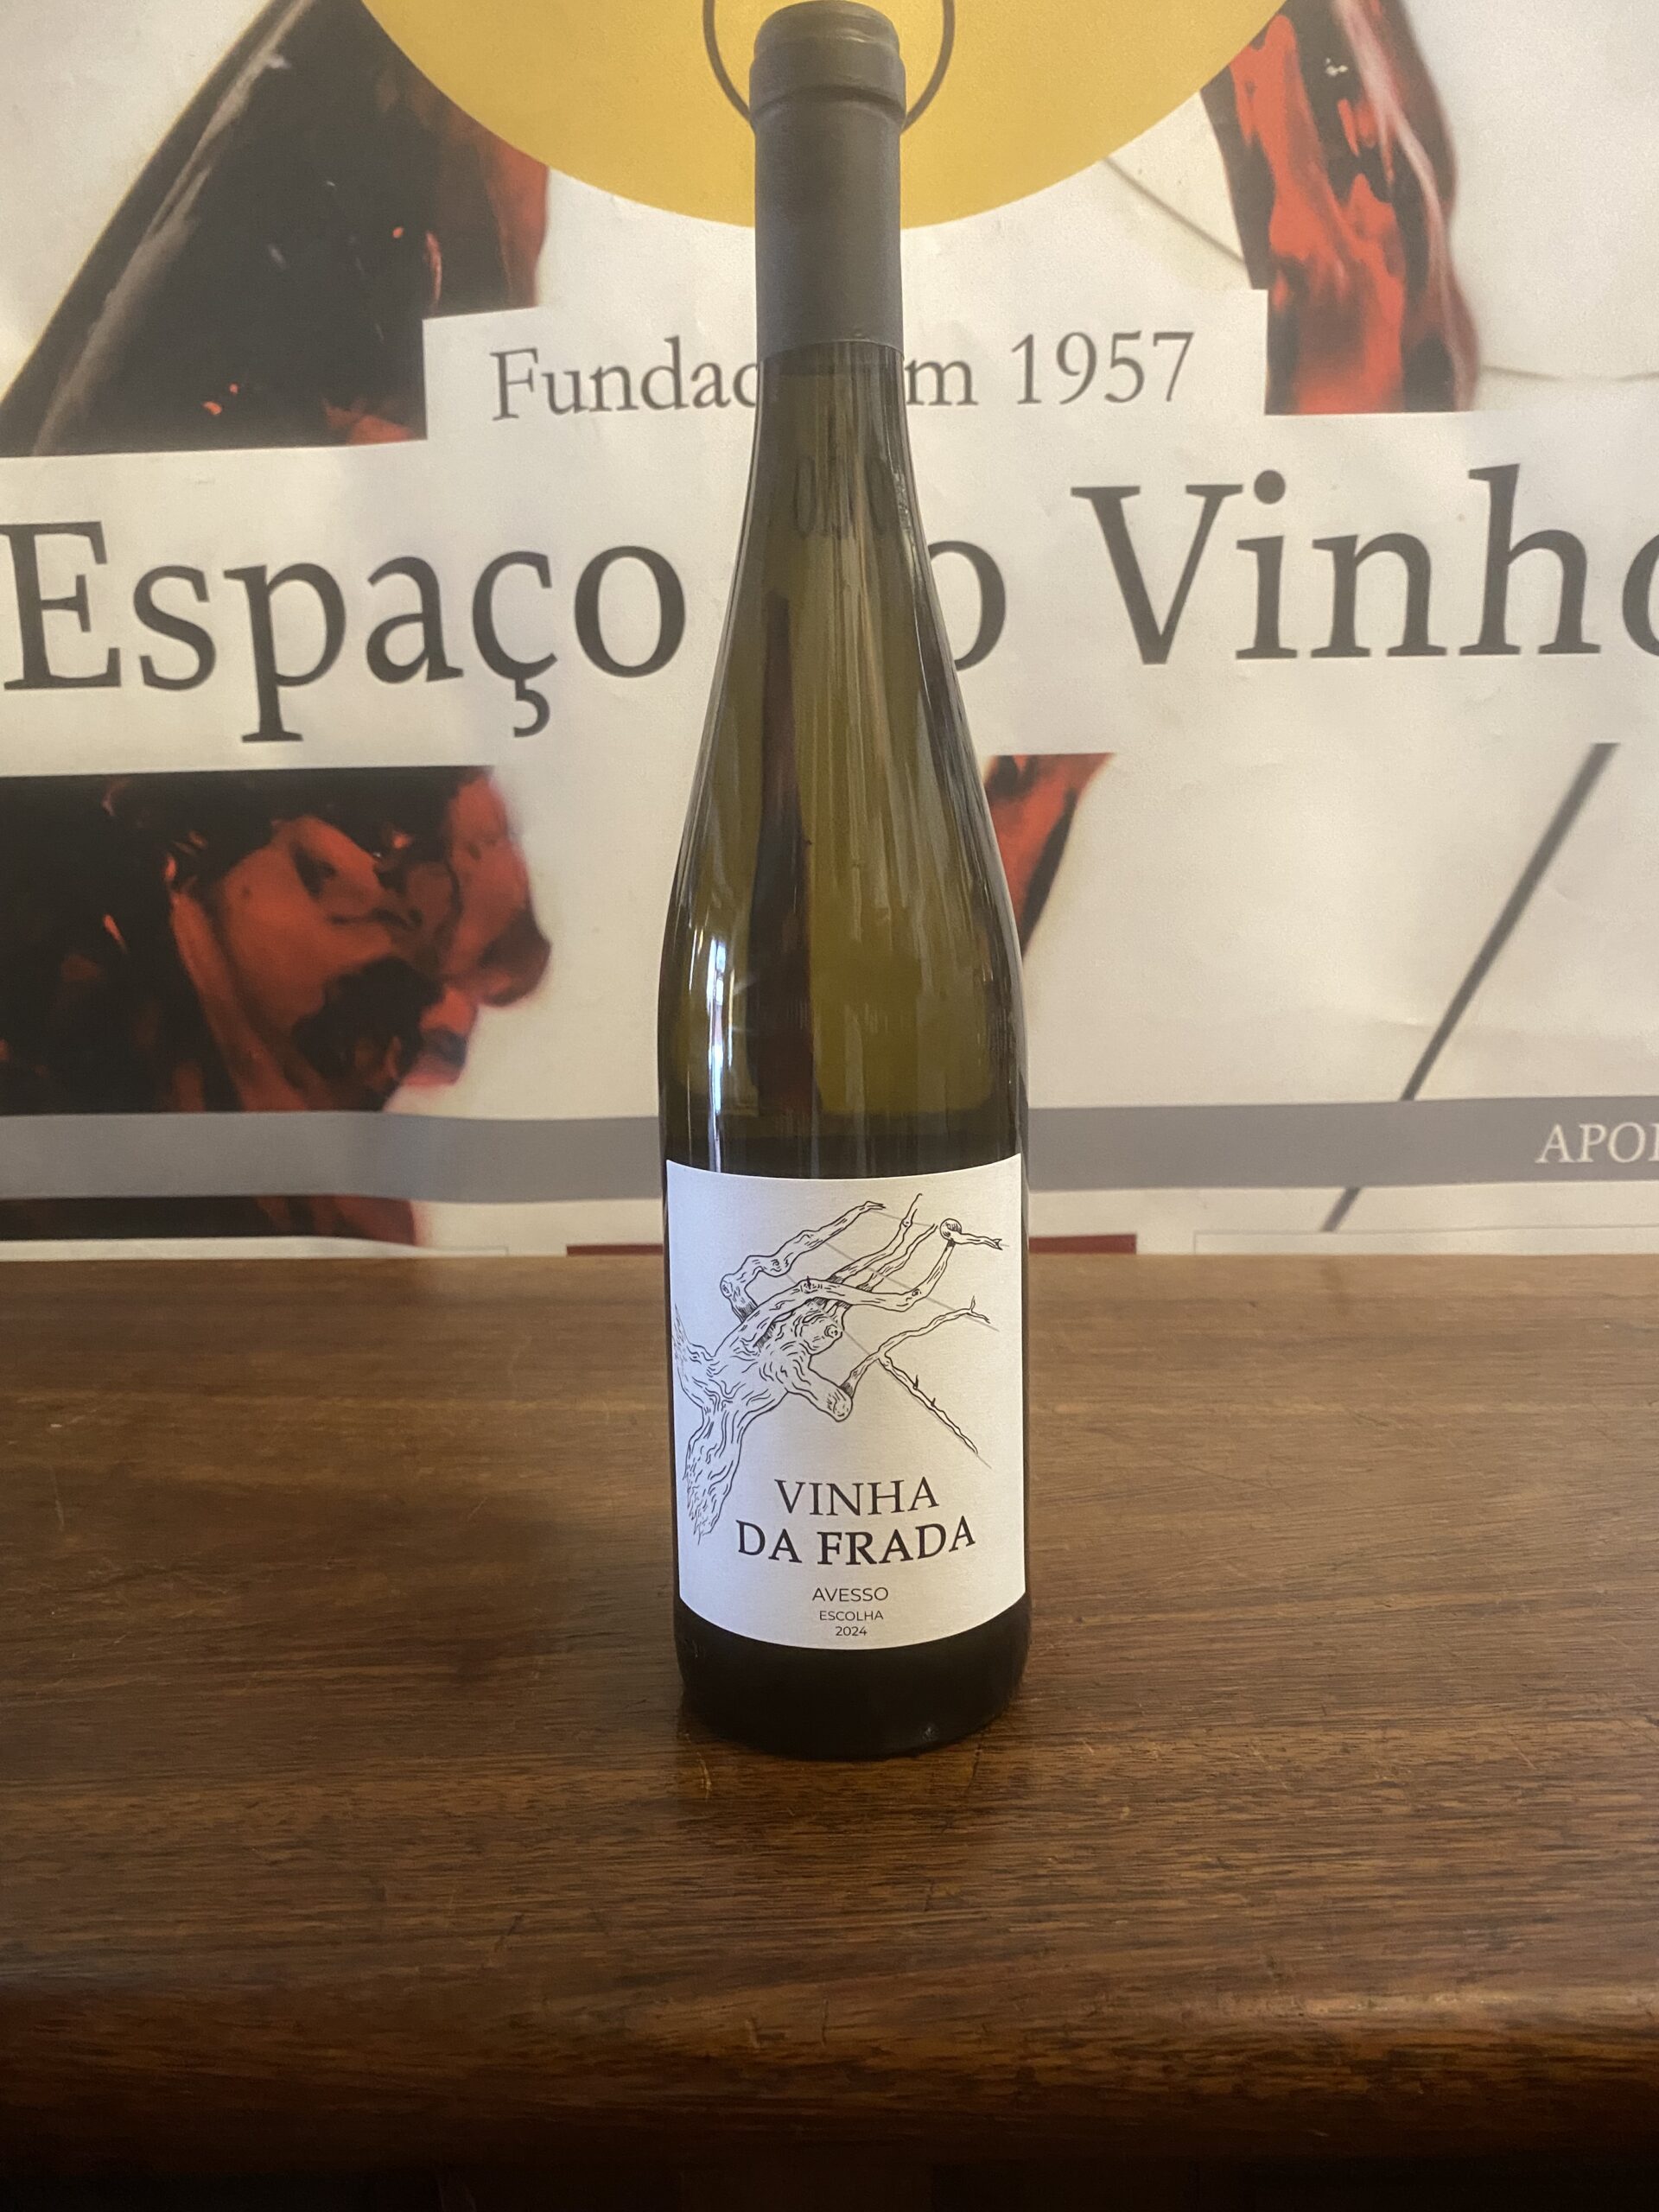 Fundad m 1957
Espaço o Vinho
APO
VINHA
DA FRADA
AVESSO
ESCOLHA
2024